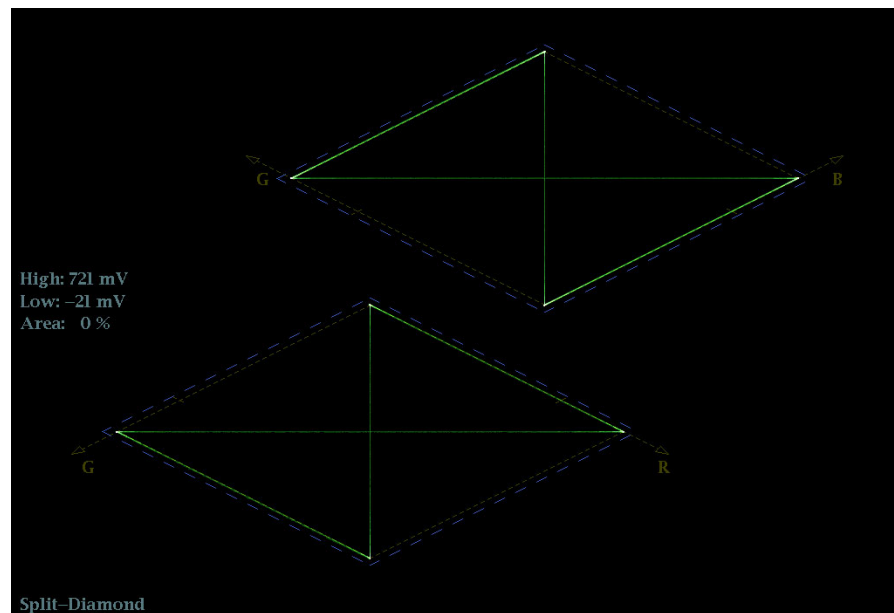 G
B
High: 721 mV
Low: −21 mV
Area: 0 %
G
R
Split−Diamond